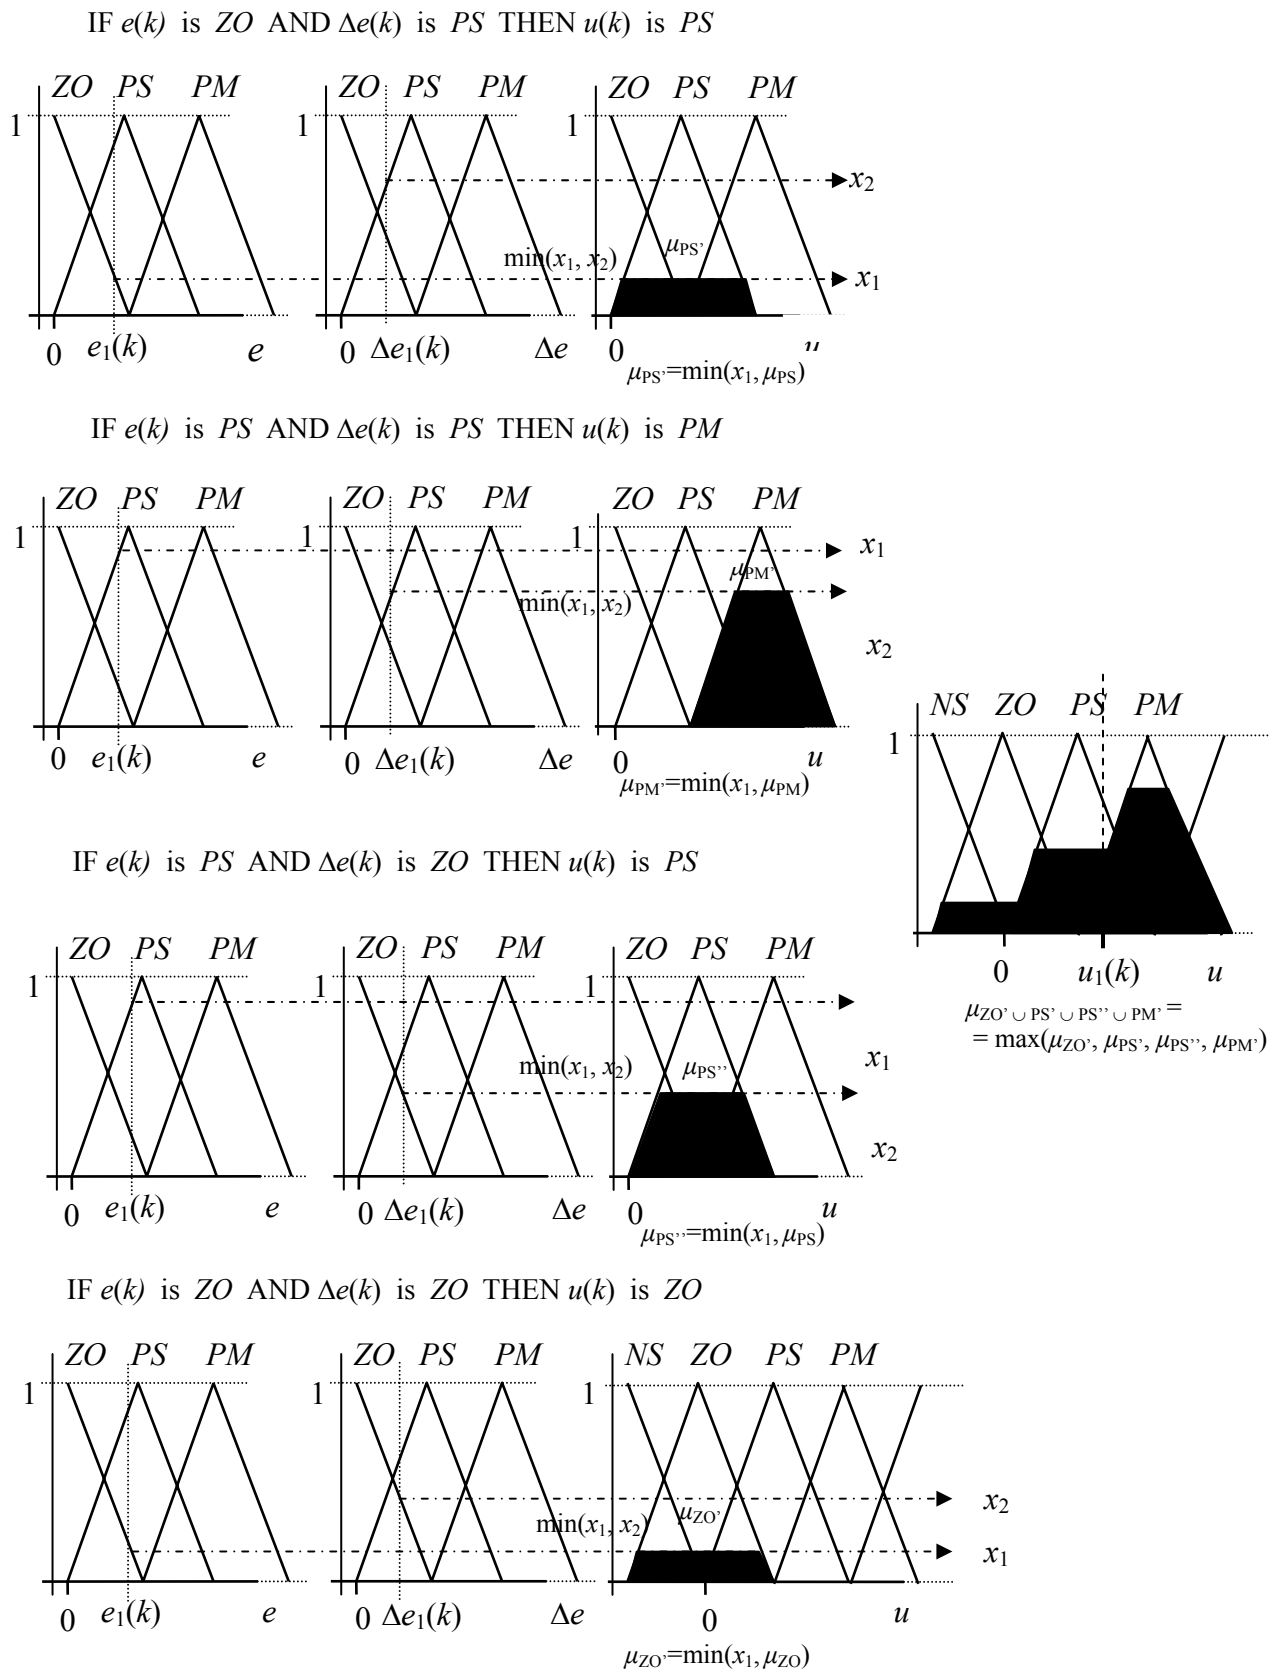 IF e(k) is ZO AND Δe(k) is PS THEN u(k) is PS
ZO PS PM ZO PS PM ZO PS PM
1 1 1
x₂
min(x₁, x₂) μPS’ x₁
0 e₁(k) e 0 Δe₁(k) Δe 0 u
μPS’=min(x₁, μPS)
IF e(k) is PS AND Δe(k) is PS THEN u(k) is PM
ZO PS PM ZO PS PM ZO PS PM
1 1 1 x₁
μPM’
min(x₁, x₂)
x₂
0 e₁(k) e 0 Δe₁(k) Δe 0 u
μPM’=min(x₁, μPM)
NS ZO PS PM
1
0 u₁(k) u
μZO’ ∪ PS’ ∪ PS’’ ∪ PM’ =
= max(μZO’, μPS’, μPS’’, μPM’)
IF e(k) is PS AND Δe(k) is ZO THEN u(k) is PS
ZO PS PM ZO PS PM ZO PS PM
1 1 1
min(x₁, x₂) μPS’’ x₁
x₂
0 e₁(k) e 0 Δe₁(k) Δe 0 u
μPS’’=min(x₁, μPS)
IF e(k) is ZO AND Δe(k) is ZO THEN u(k) is ZO
ZO PS PM ZO PS PM NS ZO PS PM
1 1 1
x₂
min(x₁, x₂) μZO’
x₁
0 e₁(k) e 0 Δe₁(k) Δe 0 u
μZO’=min(x₁, μZO)